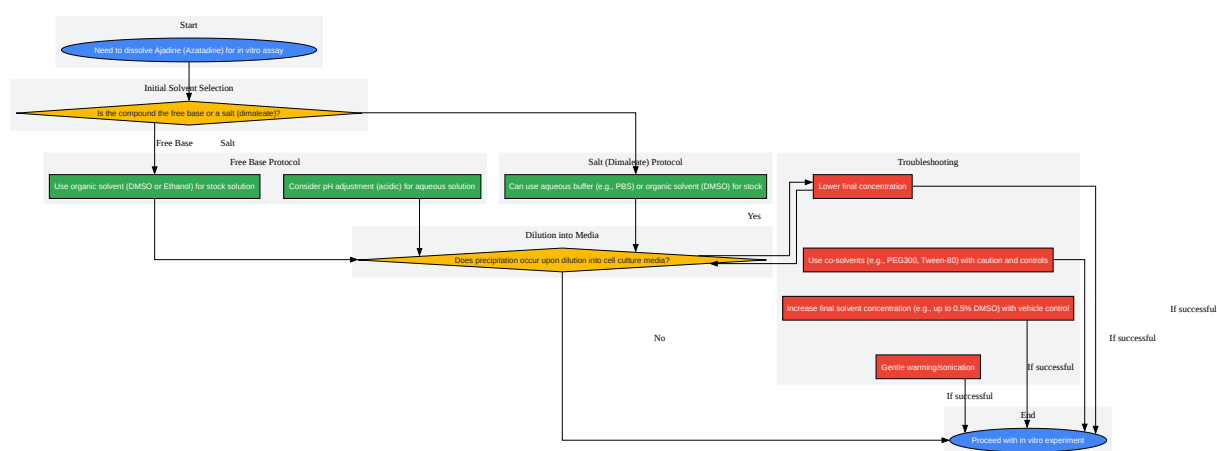 Start
Need to dissolve Ajadine (Azatadine) for in vitro assay
Initial Solvent Selection
Is the compound the free base or a salt (dimaleate)?
Free Base
Salt
Free Base Protocol
Salt (Dimaleate) Protocol
Troubleshooting
Use organic solvent (DMSO or Ethanol) for stock solution
Consider pH adjustment (acidic) for aqueous solution
Can use aqueous buffer (e.g., PBS) or organic solvent (DMSO) for stock
Lower final concentration
Yes
Dilution into Media
Does precipitation occur upon dilution into cell culture media?
Use co-solvents (e.g., PEG300, Tween-80) with caution and controls
Increase final solvent concentration (e.g., up to 0.5% DMSO) with vehicle control
If successful
No
If successful
Gentle warming/sonication
If successful
If successful
End
Proceed with in vitro experiment